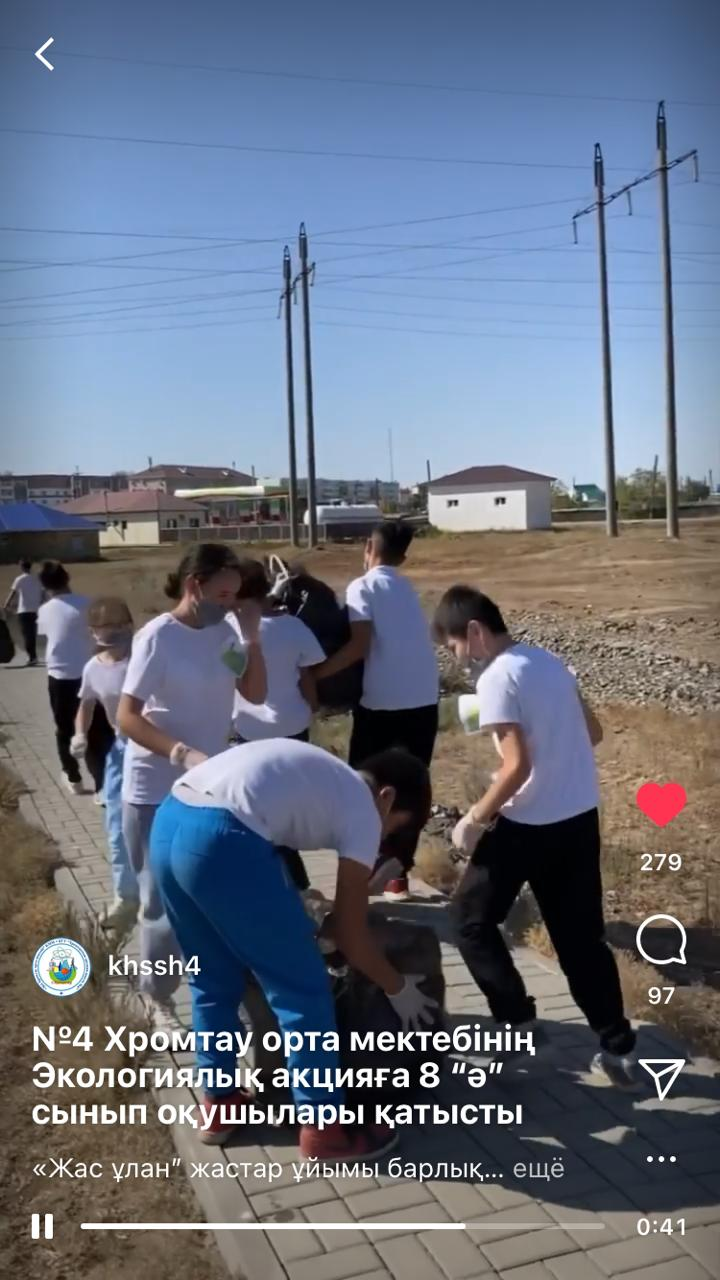 279
97
khssh4
№4 Хромтау орта мектебінің
Экологиялық акцияға 8 “ә”
сынып оқушылары қатысты
«Жас ұлан” жастар ұйымы барлық... ещё
0:41